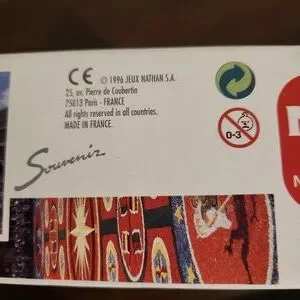 CE © 1996 JEUX NATHAN S.A.
25, av. Pierre de Coubertin
75013 Paris - FRANCE
All rights reserved in all countries.
MADE IN FRANCE.
0-3
Souvenir
N